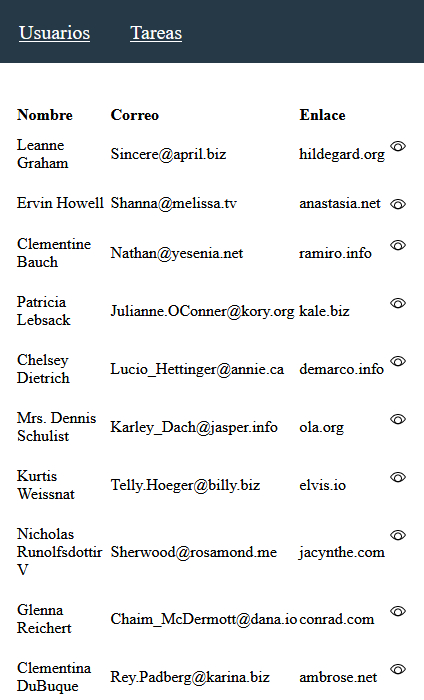 Usuarios Tareas
Nombre Correo Enlace
Leanne
Graham Sincere@april.biz hildegard.org
Ervin Howell Shanna@melissa.tv anastasia.net
Clementine
Bauch Nathan@yesenia.net ramiro.info
Patricia
Lebsack Julianne.OConner@kory.org kale.biz
Chelsey
Dietrich Lucio_Hettinger@annie.ca demarco.info
Mrs. Dennis
Schulist Karley_Dach@jasper.info ola.org
Kurtis
Weissnat Telly.Hoeger@billy.biz elvis.io
Nicholas
Runolfsdottir Sherwood@rosamond.me jacynthe.com
V
Glenna
Reichert Chaim_McDermott@dana.io conrad.com
Clementina
DuBuque Rey.Padberg@karina.biz ambrose.net